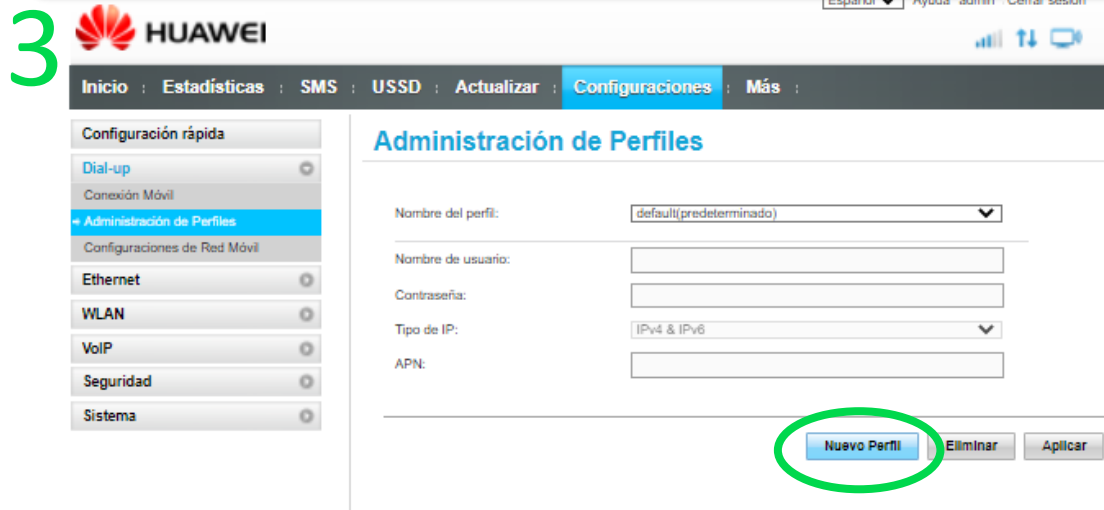 3
Español Ayuda admin Cerrar sesión
HUAWEI
Inicio Estadísticas SMS USSD Actualizar Configuraciones Más
Configuración rápida
Dial-up
Conexión Móvil
Administración de Perfiles
Configuraciones de Red Móvil
Ethernet
WLAN
VoIP
Seguridad
Sistema
Administración de Perfiles
Nombre del perfil: default(predeterminado)
Nombre de usuario:
Contraseña:
Tipo de IP: IPv4 & IPv6
APN:
Nuevo Perfil Eliminar Aplicar